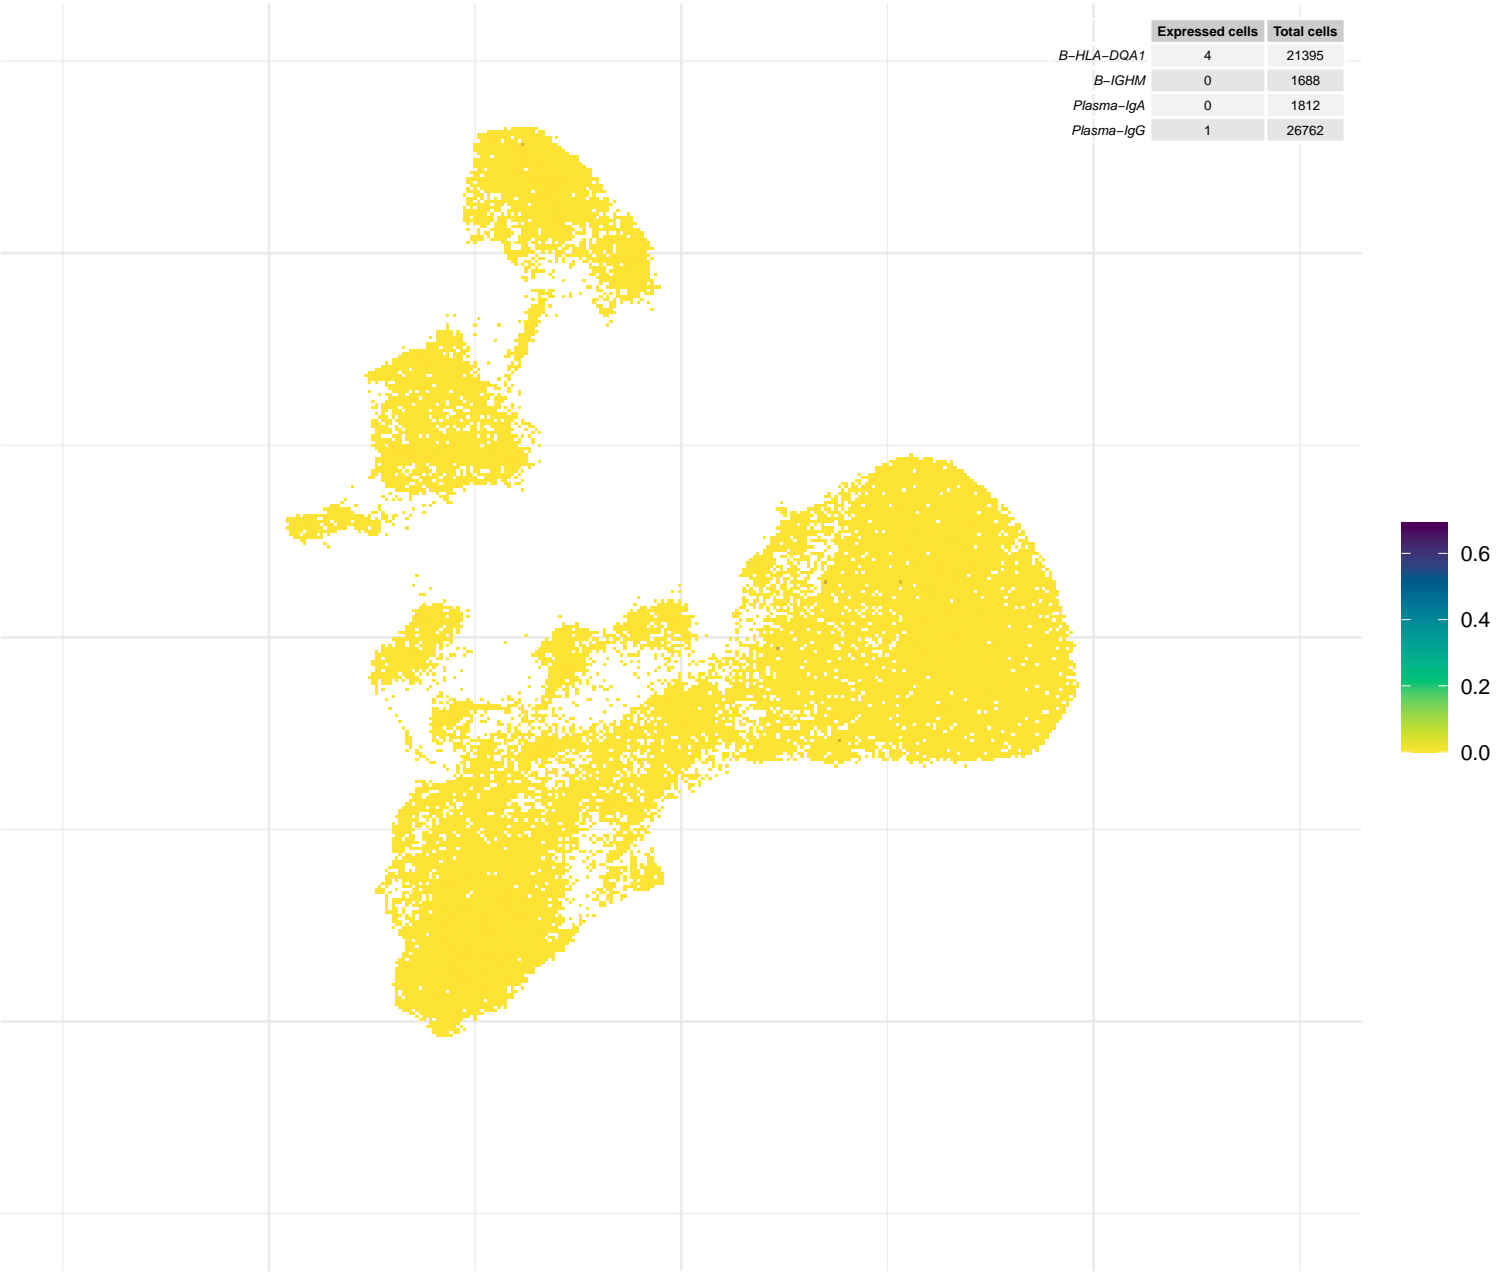 Expressed cells Total cells
B−HLA−DQA1 4 21395
B−IGHM 0 1688
Plasma−IgA 0 1812
Plasma−IgG 1 26762
0.6
0.4
0.2
0.0